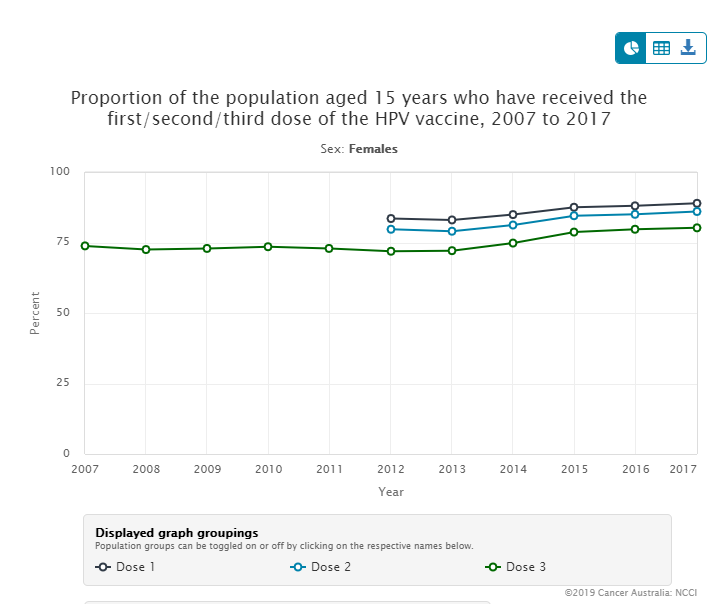 Proportion of the population aged 15 years who have received the
first/second/third dose of the HPV vaccine, 2007 to 2017
Sex: Females
100
75
50
25
0
Percent
2007 2008 2009 2010 2011 2012 2013 2014 2015 2016 2017
Year
Displayed graph groupings
Population groups can be toggled on or off by clicking on the respective names below.
Dose 1 Dose 2 Dose 3
©2019 Cancer Australia: NCCI